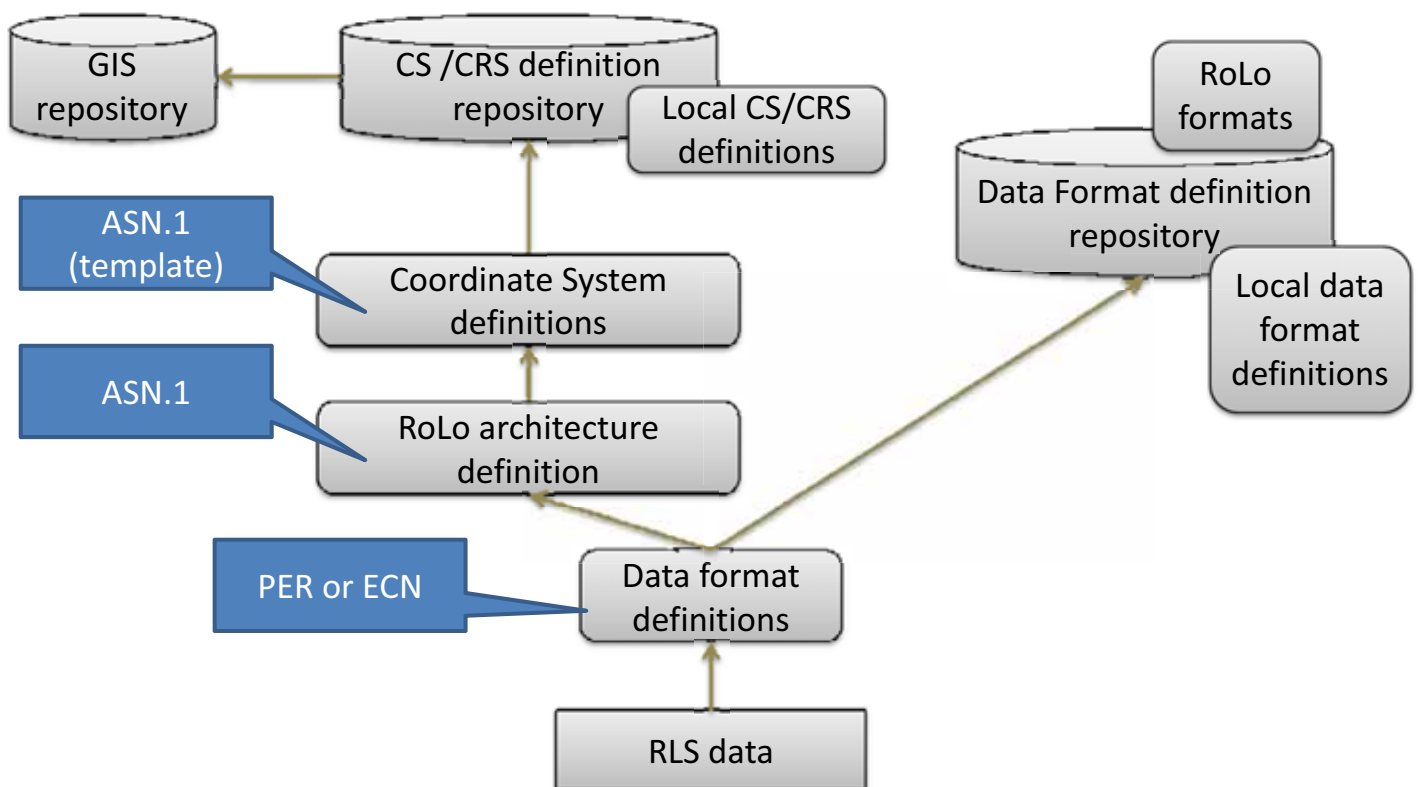 GIS
repository
CS /CRS definition
repository
Local CS/CRS
definitions
RoLo
formats
Data Format definition
repository
Local data
format
definitions
ASN.1
(template)
Coordinate System
definitions
ASN.1
RoLo architecture
definition
PER or ECN
Data format
definitions
RLS data